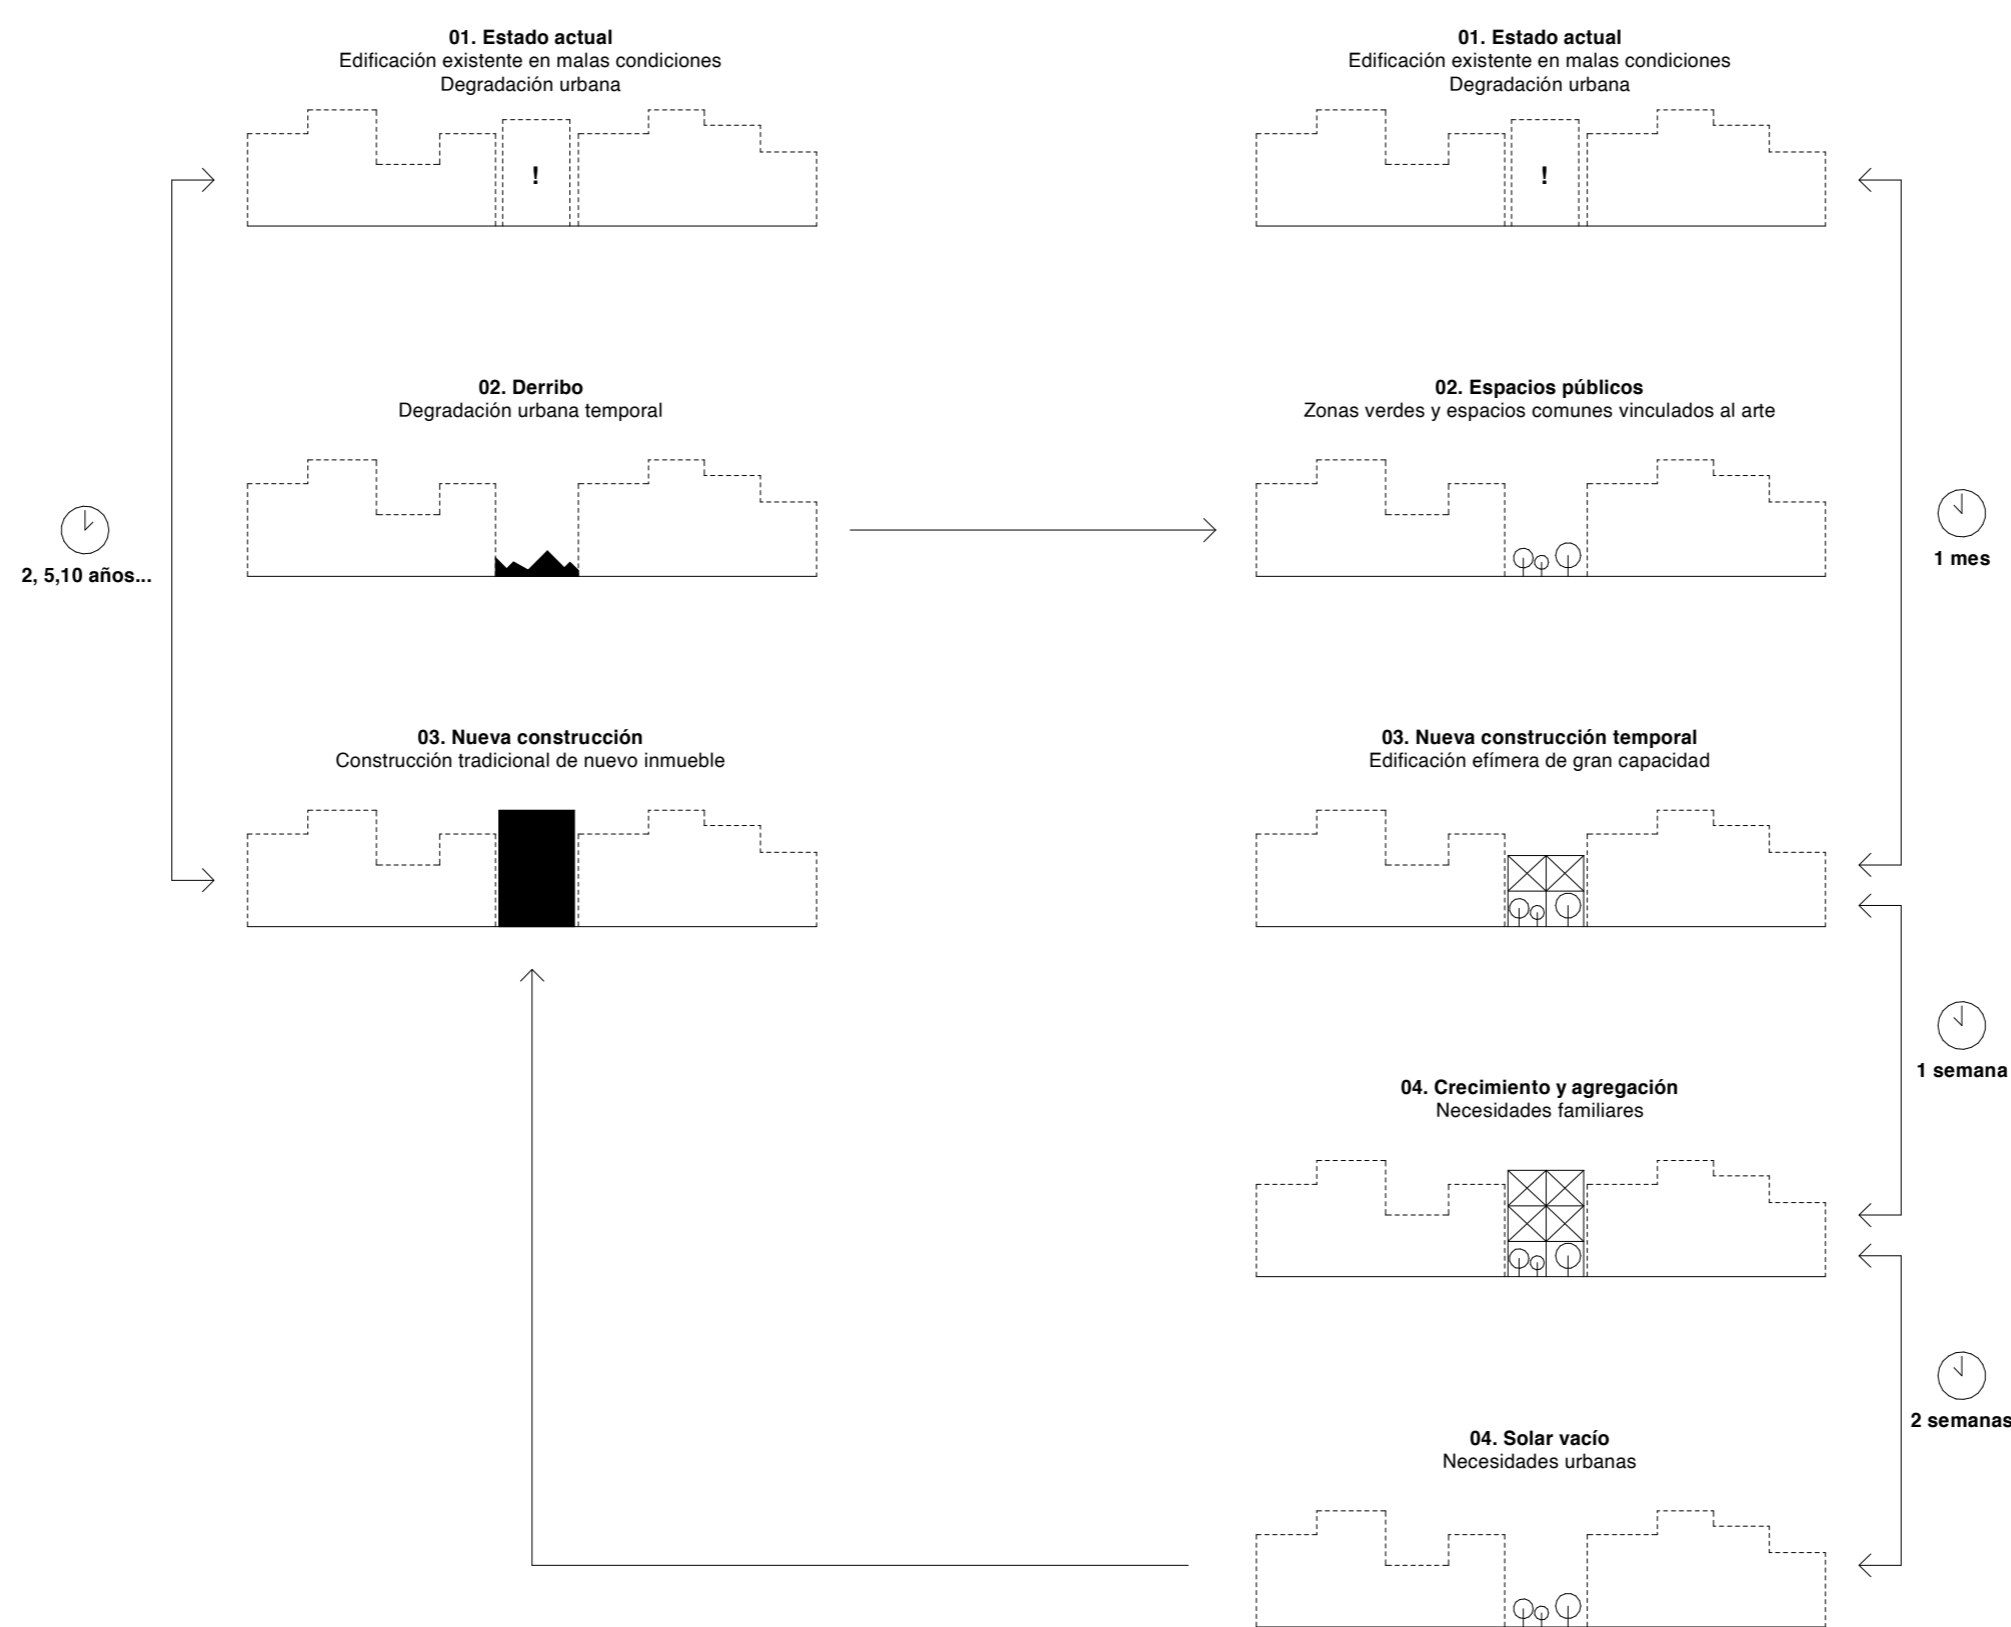 01. Estado actual
Edificación existente en malas condiciones
Degradación urbana
!
01. Estado actual
Edificación existente en malas condiciones
Degradación urbana
!
02. Derribo
Degradación urbana temporal
02. Espacios públicos
Zonas verdes y espacios comunes vinculados al arte
2, 5,10 años...
1 mes
03. Nueva construcción
Construcción tradicional de nuevo inmueble
03. Nueva construcción temporal
Edificación efímera de gran capacidad
1 semana
04. Crecimiento y agregación
Necesidades familiares
2 semanas
04. Solar vacío
Necesidades urbanas